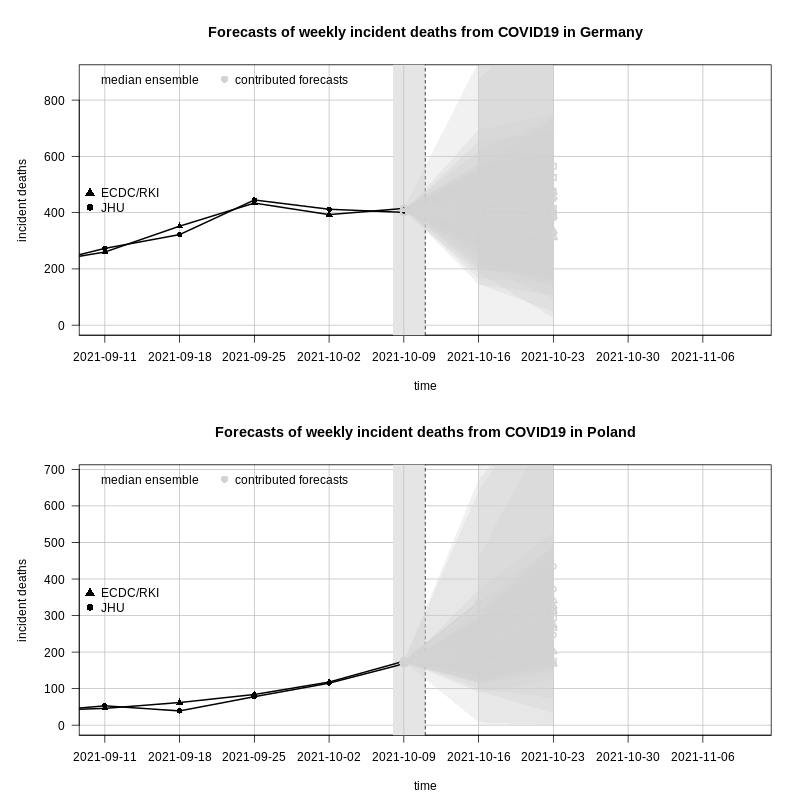 Forecasts of weekly incident deaths from COVID19 in Germany
median ensemble contributed forecasts
800
600
ECDC/RKI
JHU
400
200
0
incident deaths
2021-09-11 2021-09-18 2021-09-25 2021-10-02 2021-10-09 2021-10-16 2021-10-23 2021-10-30 2021-11-06
time
Forecasts of weekly incident deaths from COVID19 in Poland
700
median ensemble contributed forecasts
600
500
400
ECDC/RKI
JHU
300
200
100
0
incident deaths
2021-09-11 2021-09-18 2021-09-25 2021-10-02 2021-10-09 2021-10-16 2021-10-23 2021-10-30 2021-11-06
time